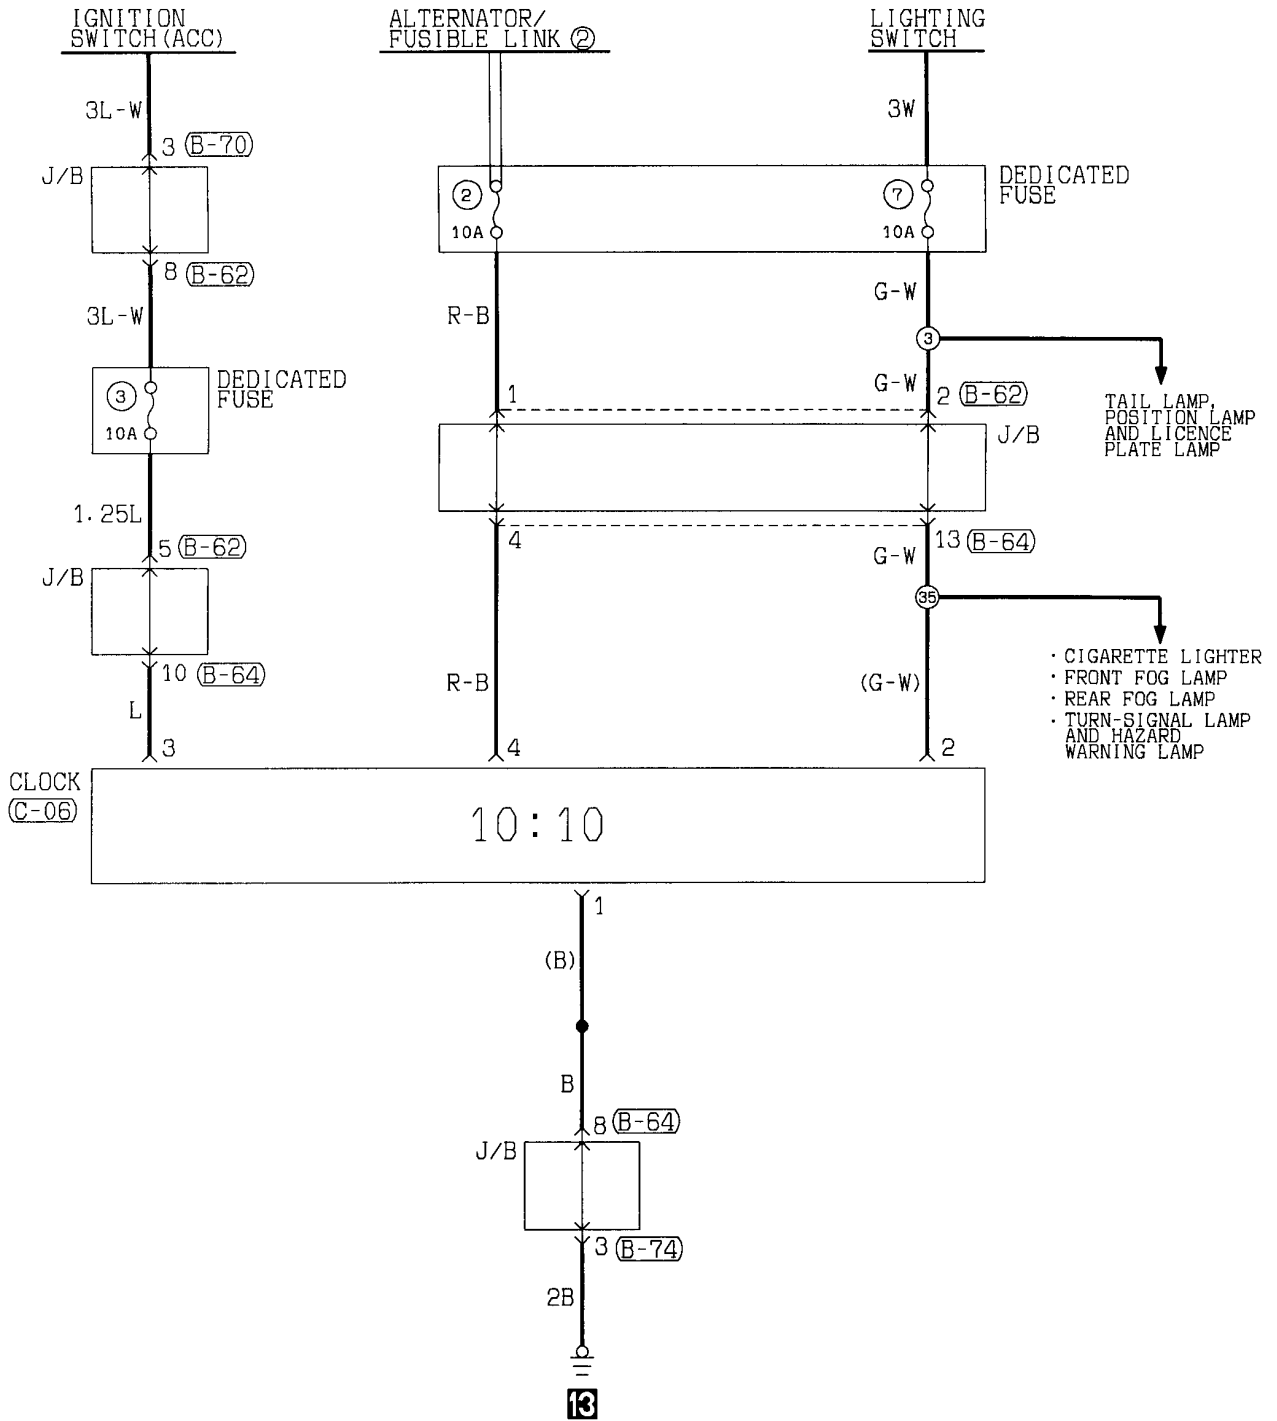 IGNITION
SWITCH(ACC)
ALTERNATOR/
FUSIBLE LINK ②
LIGHTING
SWITCH
3L-W
3W
3 (B-70)
J/B
DEDICATED
FUSE
2
10A
7
10A
8 (B-62)
3L-W
R-B
G-W
3
DEDICATED
FUSE
3
10A
G-W
1
2 (B-62)
TAIL LAMP,
POSITION LAMP
AND LICENCE
PLATE LAMP
J/B
1.25L
5 (B-62)
4
13 (B-64)
G-W
J/B
35
10 (B-64)
L
R-B
(G-W)
· CIGARETTE LIGHTER
· FRONT FOG LAMP
· REAR FOG LAMP
· TURN-SIGNAL LAMP
AND HAZARD
WARNING LAMP
3
4
2
CLOCK
(C-06)
10:10
1
(B)
B
8 (B-64)
J/B
3 (B-74)
2B
13